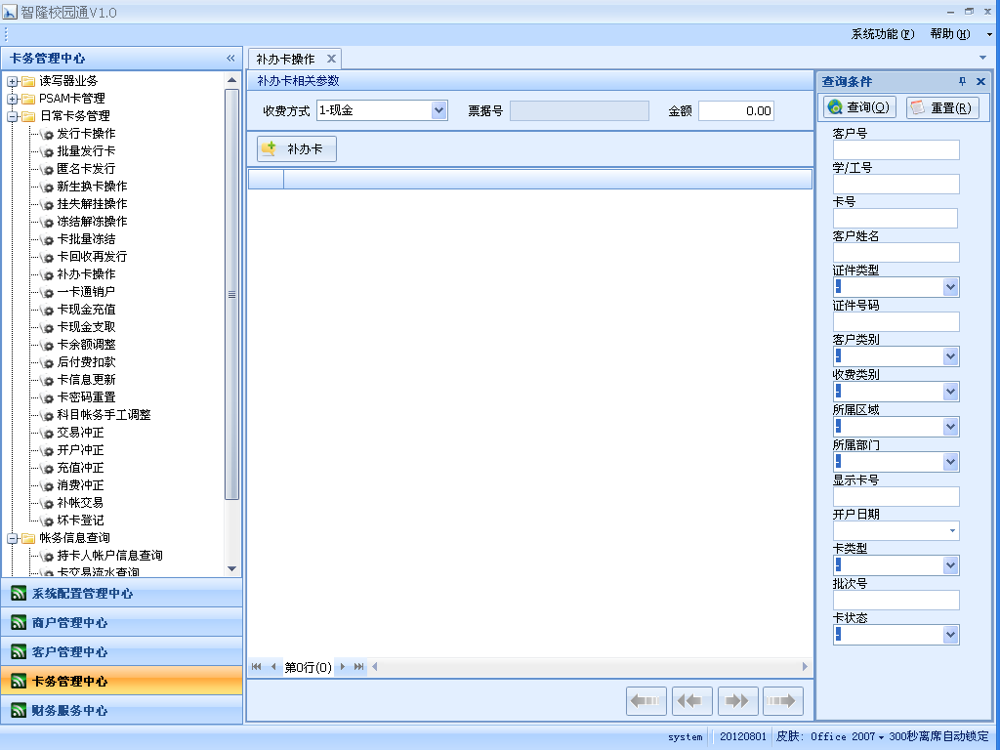 智隆校园通V1.0
系统功能(F) 帮助(H)
卡务管理中心
读写器业务
PSAM卡管理
日常卡务管理
发行卡操作
批量发行卡
匿名卡发行
新生换卡操作
挂失解挂操作
冻结解冻操作
卡批量冻结
卡回收再发行
补办卡操作
一卡通销户
卡现金充值
卡现金支取
卡余额调整
后付费扣款
卡信息更新
卡密码重置
科目帐务手工调整
交易冲正
开户冲正
充值冲正
消费冲正
补帐交易
坏卡登记
帐务信息查询
持卡人帐户信息查询
卡交易流水查询
系统配置管理中心
商户管理中心
客户管理中心
卡务管理中心
财务服务中心
补办卡操作
补办卡相关参数
收费方式 1-现金 票据号 金额 0.00
补办卡
第0行(0)
查询条件
查询(Q) 重置(R)
客户号
学/工号
卡号
客户姓名
证件类型
-
证件号码
客户类别
-
收费类别
-
所属区域
-
所属部门
-
显示卡号
开户日期
卡类型
-
批次号
卡状态
-
system 20120801 皮肤: Office 2007 300秒离席自动锁定